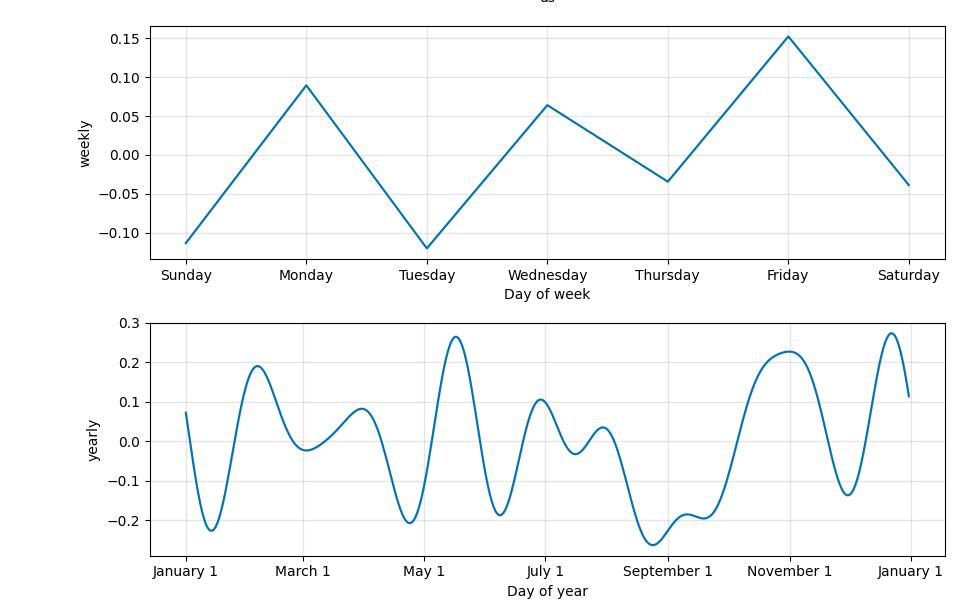 ds
0.15
0.10
0.05
0.00
−0.05
−0.10
weekly
Sunday Monday Tuesday Wednesday Thursday Friday Saturday
Day of week
0.3
0.2
0.1
0.0
−0.1
−0.2
yearly
January 1 March 1 May 1 July 1 September 1 November 1 January 1
Day of year